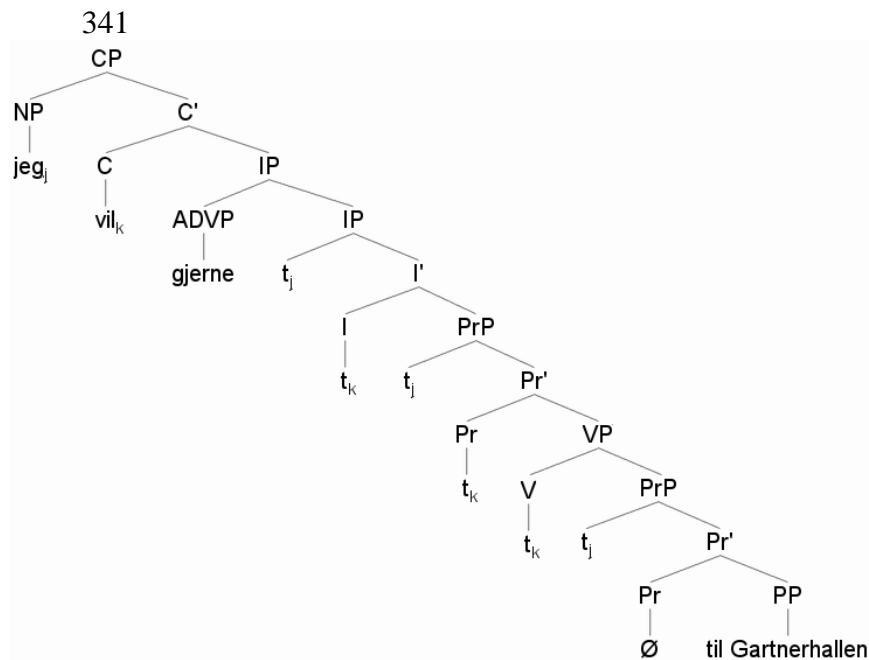 341
CP
NP C'
jegⱼ C IP
vilₖ ADVP IP
gjerne tⱼ I'
I PrP
tₖ tⱼ Pr'
Pr VP
tₖ V PrP
tₖ tⱼ Pr'
Pr PP
Ø til Gartnerhallen